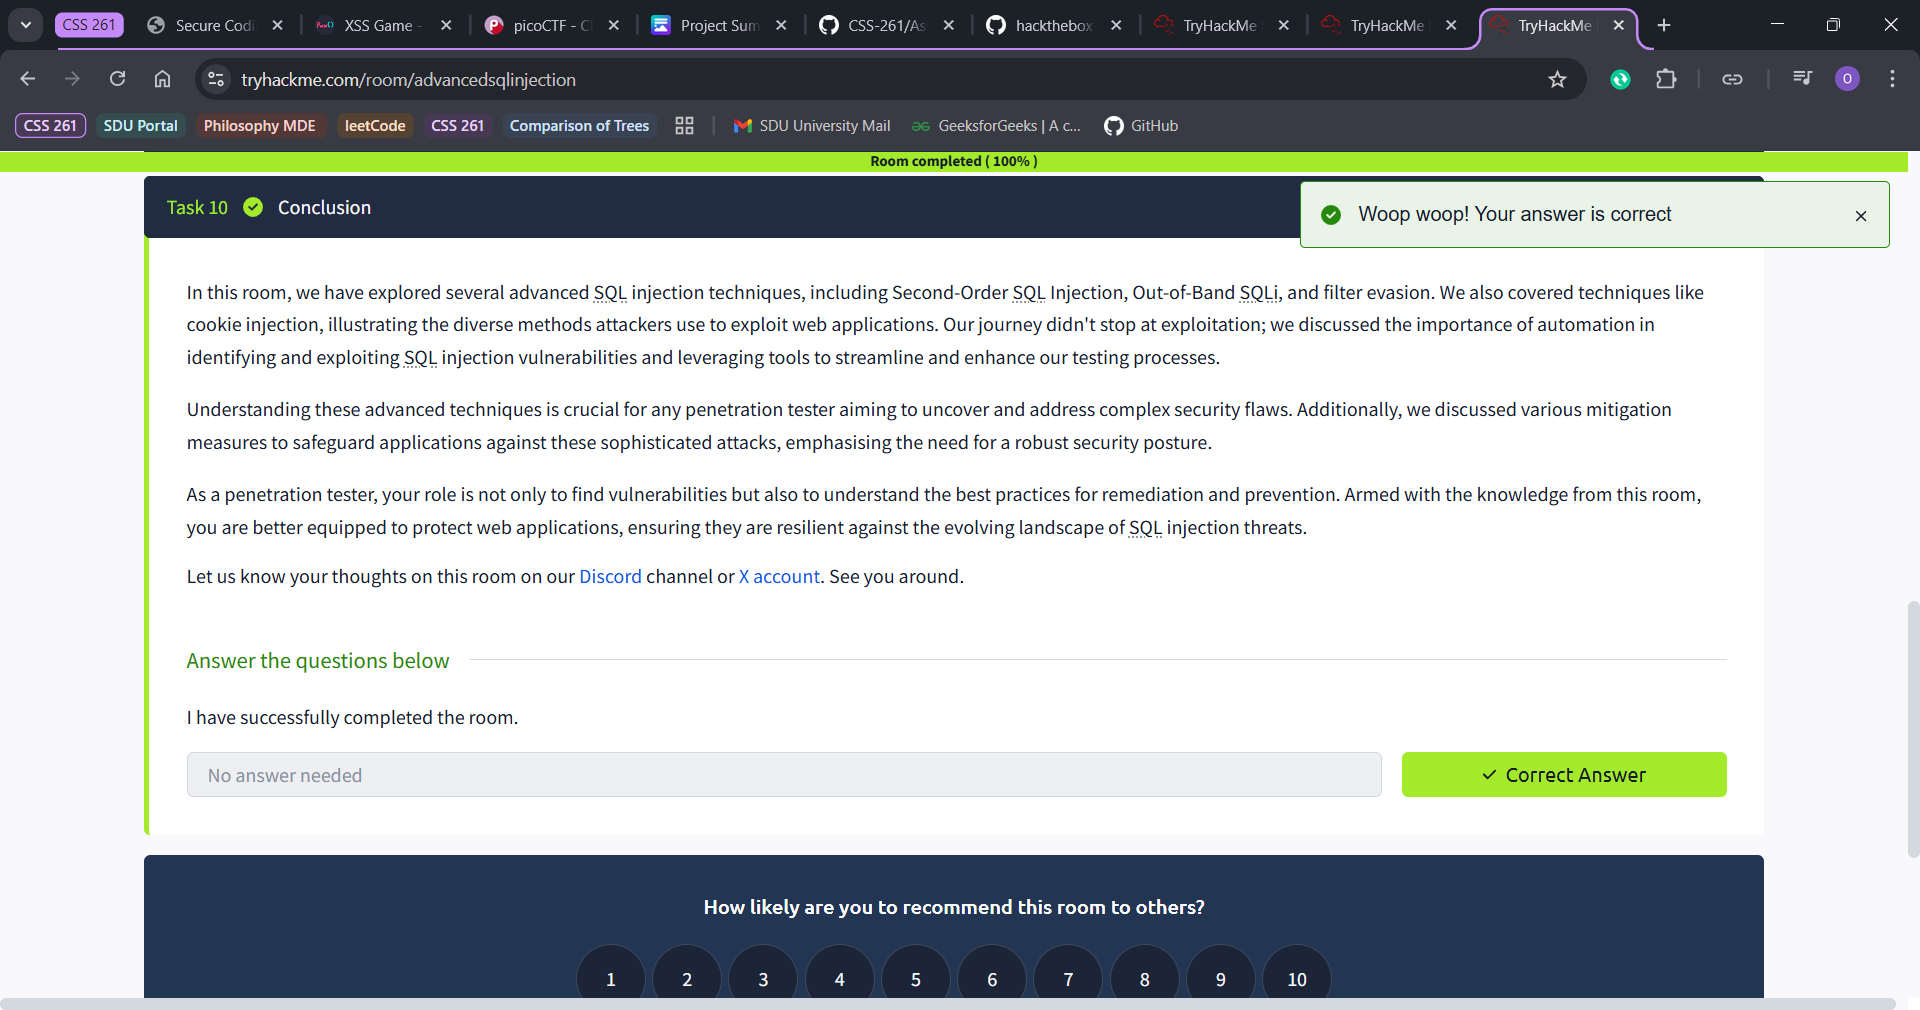 CSS 261
Secure Codi
XSS Game -
picoCTF - C
Project Sum
CSS-261/As
hackthebox
TryHackMe
TryHackMe
TryHackMe
tryhackme.com/room/advancedsqlinjection
O
CSS 261
SDU Portal
Philosophy MDE
leetCode
CSS 261
Comparison of Trees
SDU University Mail
GeeksforGeeks | A c...
GitHub
Room completed ( 100% )
Task 10
Conclusion
Woop woop! Your answer is correct
In this room, we have explored several advanced SQL injection techniques, including Second-Order SQL Injection, Out-of-Band SQLi, and filter evasion. We also covered techniques like
cookie injection, illustrating the diverse methods attackers use to exploit web applications. Our journey didn't stop at exploitation; we discussed the importance of automation in
identifying and exploiting SQL injection vulnerabilities and leveraging tools to streamline and enhance our testing processes.
Understanding these advanced techniques is crucial for any penetration tester aiming to uncover and address complex security flaws. Additionally, we discussed various mitigation
measures to safeguard applications against these sophisticated attacks, emphasising the need for a robust security posture.
As a penetration tester, your role is not only to find vulnerabilities but also to understand the best practices for remediation and prevention. Armed with the knowledge from this room,
you are better equipped to protect web applications, ensuring they are resilient against the evolving landscape of SQL injection threats.
Let us know your thoughts on this room on our Discord channel or X account. See you around.
Answer the questions below
I have successfully completed the room.
No answer needed
Correct Answer
How likely are you to recommend this room to others?
1 2 3 4 5 6 7 8 9 10